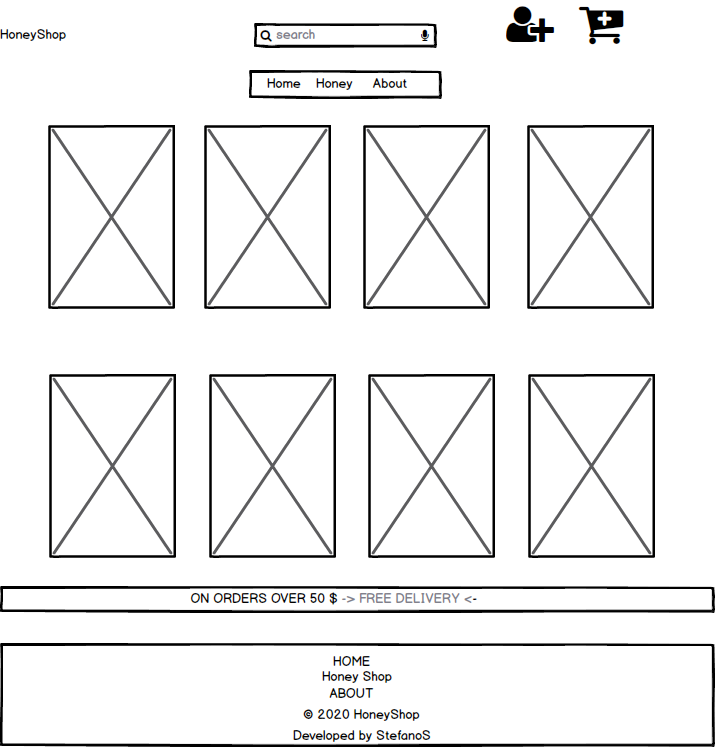 HoneyShop
search
Home Honey About
ON ORDERS OVER 50 $ -> FREE DELIVERY <-
HOME
Honey Shop
ABOUT
© 2020 HoneyShop
Developed by StefanoS